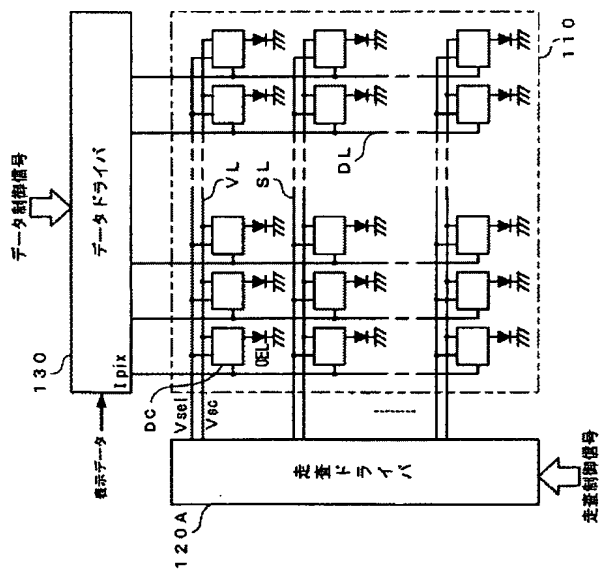 データ制御信号
130
データドライバ
Ipix
表示データ
DC
Vsel
Vsc
VL
SL
DL
OEL
110
走査ドライバ
120A
走査制御信号